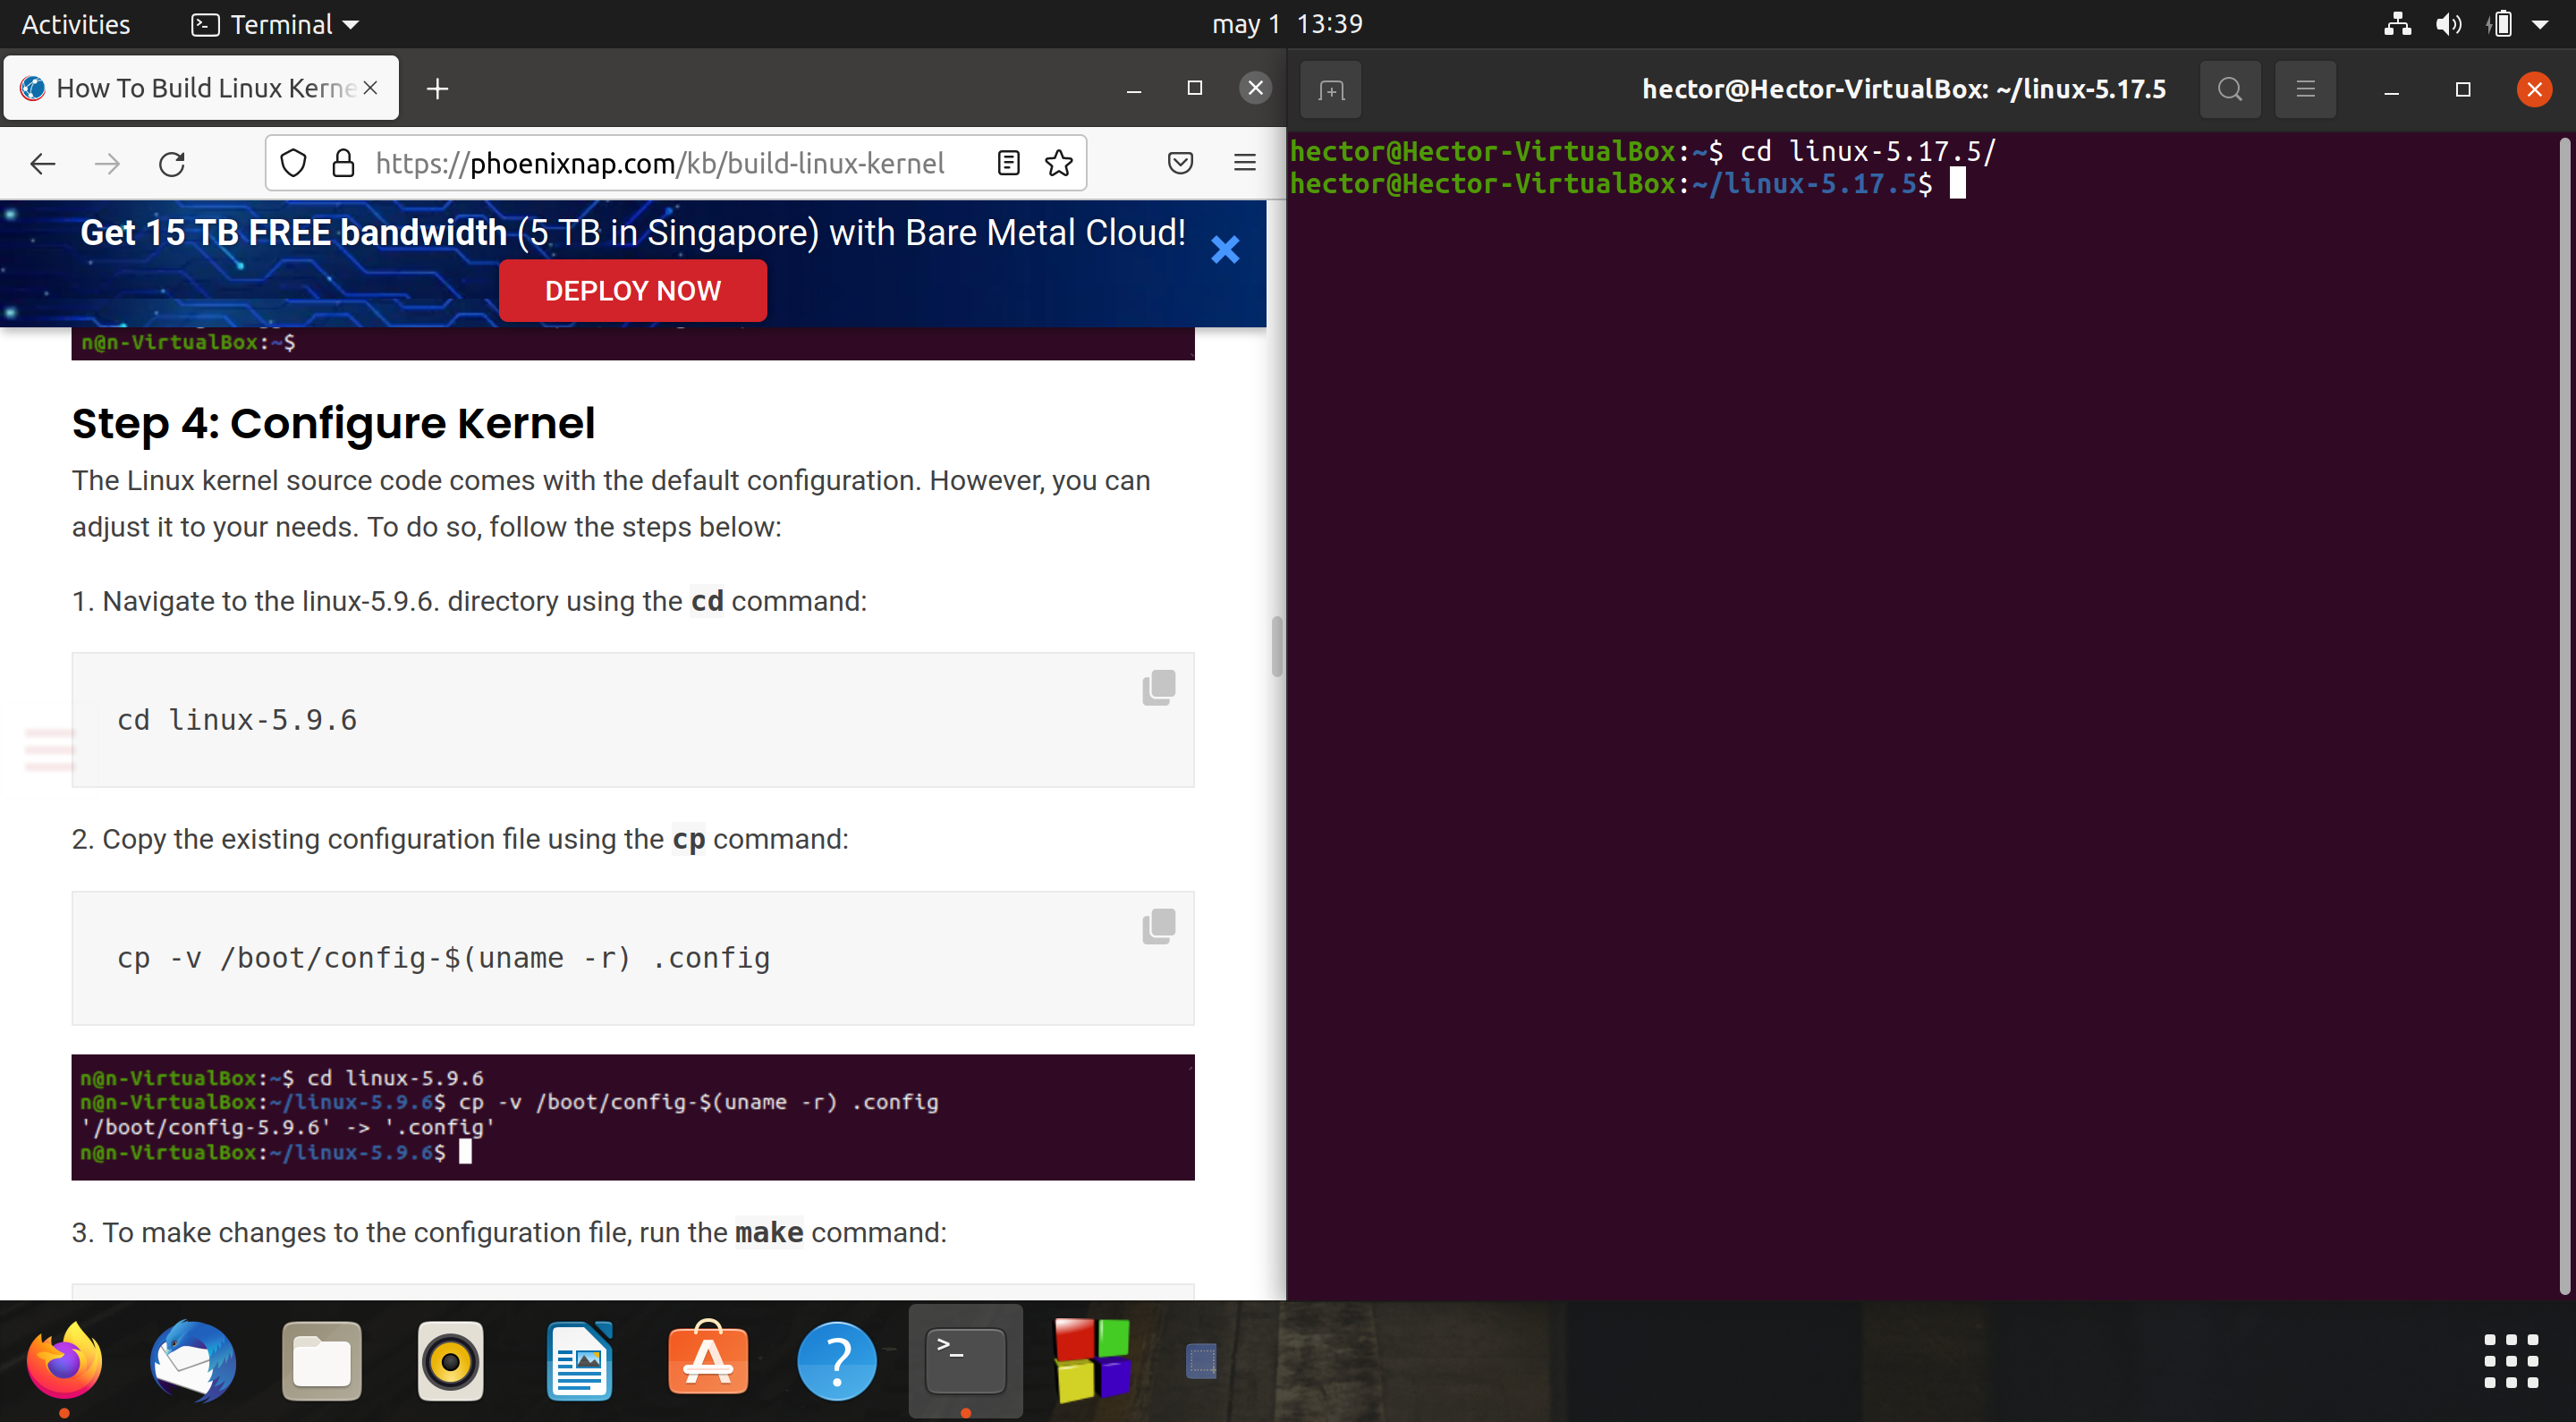 Activities
Terminal
may 1 13:39
How To Build Linux Kerne
https://phoenixnap.com/kb/build-linux-kernel
Get 15 TB FREE bandwidth (5 TB in Singapore) with Bare Metal Cloud!
DEPLOY NOW
n@n-VirtualBox:~$
Step 4: Configure Kernel
The Linux kernel source code comes with the default configuration. However, you can
adjust it to your needs. To do so, follow the steps below:
1. Navigate to the linux-5.9.6. directory using the cd command:
cd linux-5.9.6
2. Copy the existing configuration file using the cp command:
cp -v /boot/config-$(uname -r) .config
n@n-VirtualBox:~$ cd linux-5.9.6
n@n-VirtualBox:~/linux-5.9.6$ cp -v /boot/config-$(uname -r) .config
'/boot/config-5.9.6' -> '.config'
n@n-VirtualBox:~/linux-5.9.6$
3. To make changes to the configuration file, run the make command:
hector@Hector-VirtualBox: ~/linux-5.17.5
hector@Hector-VirtualBox:~$ cd linux-5.17.5/
hector@Hector-VirtualBox:~/linux-5.17.5$